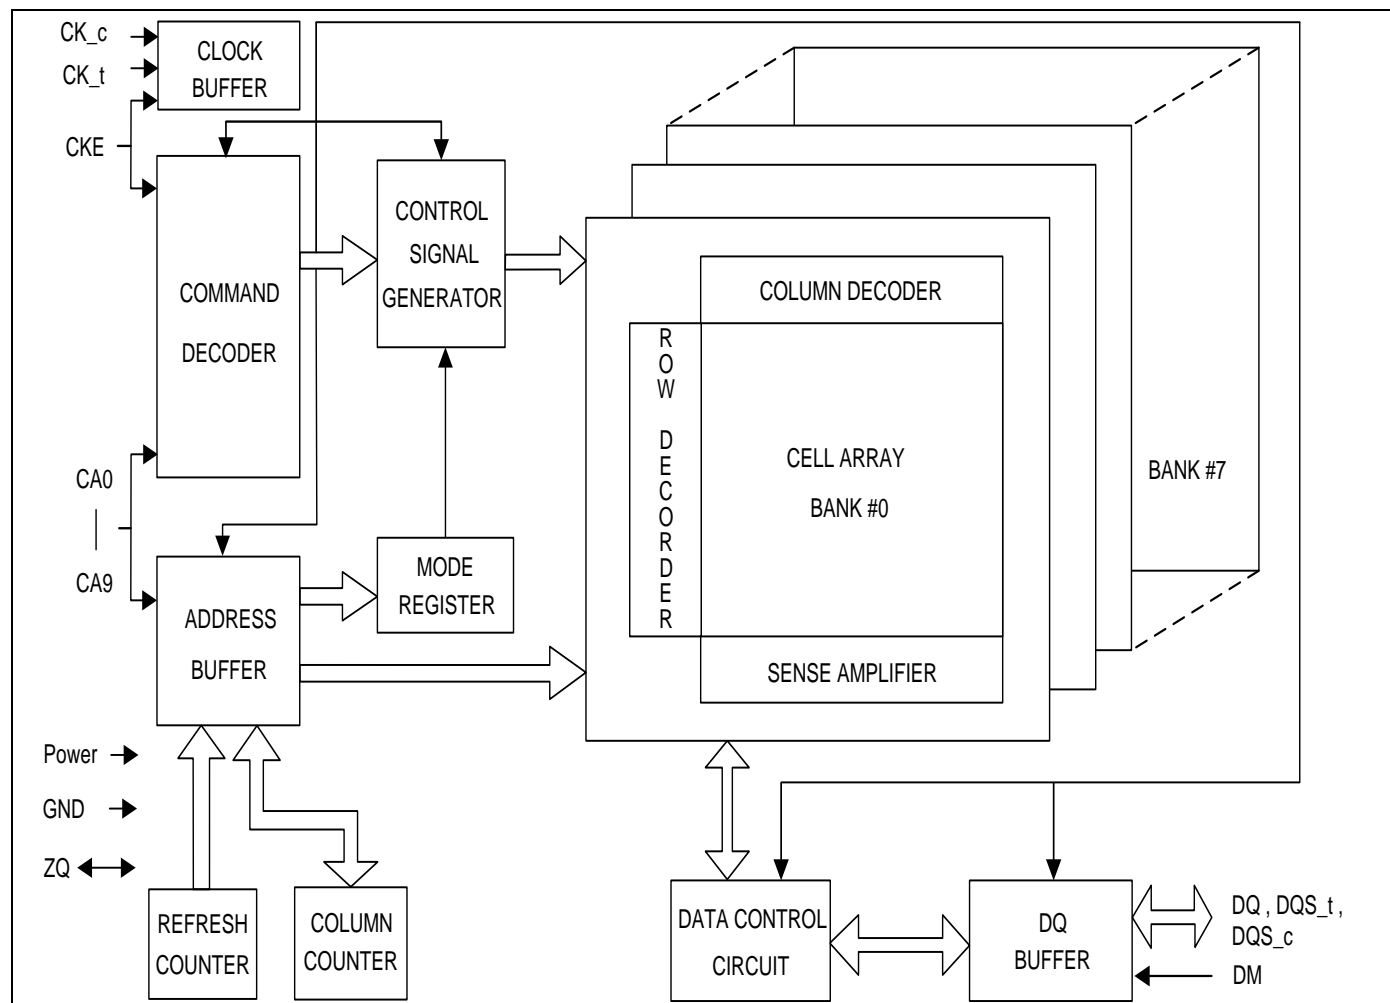 CK_c
CK_t
CKE
CLOCK
BUFFER
COMMAND
DECODER
CONTROL
SIGNAL
GENERATOR
COLUMN DECODER
ROW DECORDER
CELL ARRAY
BANK #0
SENSE AMPLIFIER
BANK #7
CA0
CA9
MODE
REGISTER
ADDRESS
BUFFER
Power
GND
ZQ
REFRESH
COUNTER
COLUMN
COUNTER
DATA CONTROL
CIRCUIT
DQ
BUFFER
DQ , DQS_t ,
DQS_c
DM